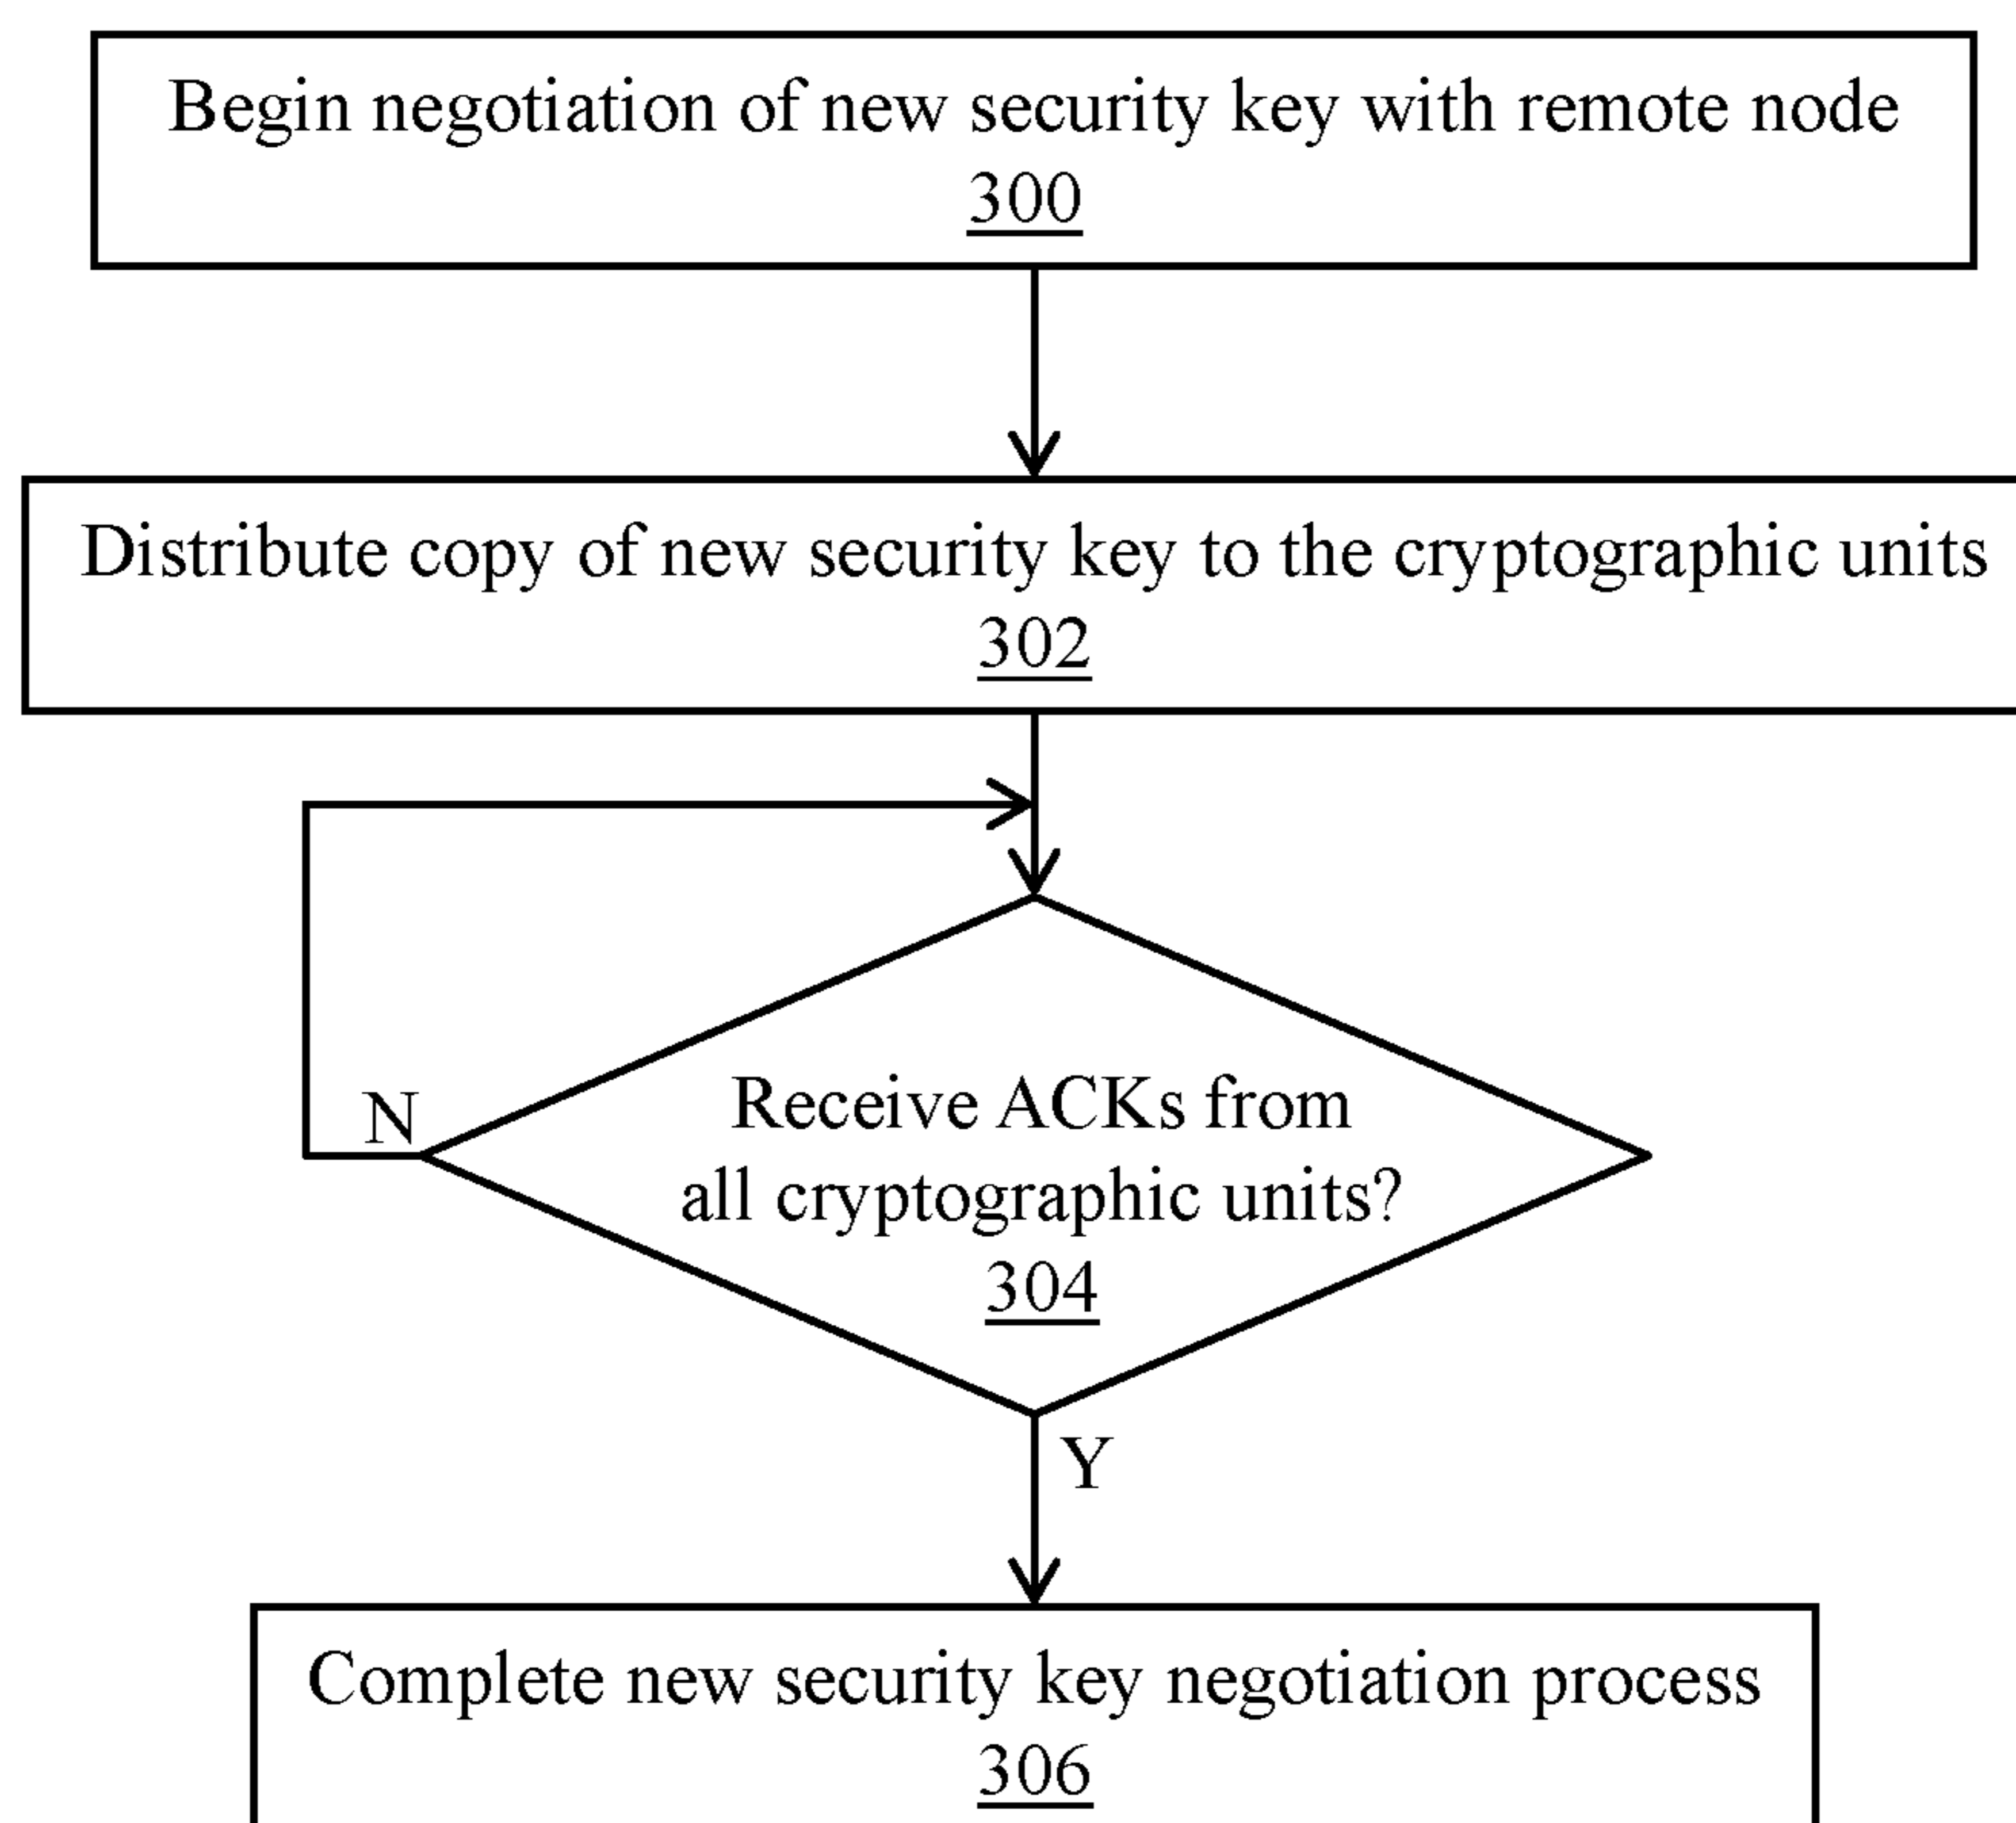 Begin negotiation of new security key with remote node
300
Distribute copy of new security key to the cryptographic units
302
N
Receive ACKs from
all cryptographic units?
304
Y
Complete new security key negotiation process
306